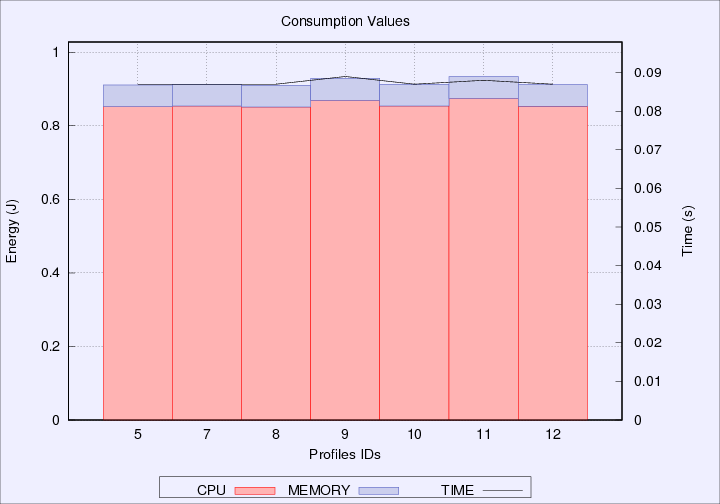 Consumption Values
1
0.8
0.6
0.4
0.2
0
Energy (J)
0.09
0.08
0.07
0.06
0.05
0.04
0.03
0.02
0.01
0
Time (s)
5 7 8 9 10 11 12
Profiles IDs
CPU MEMORY TIME